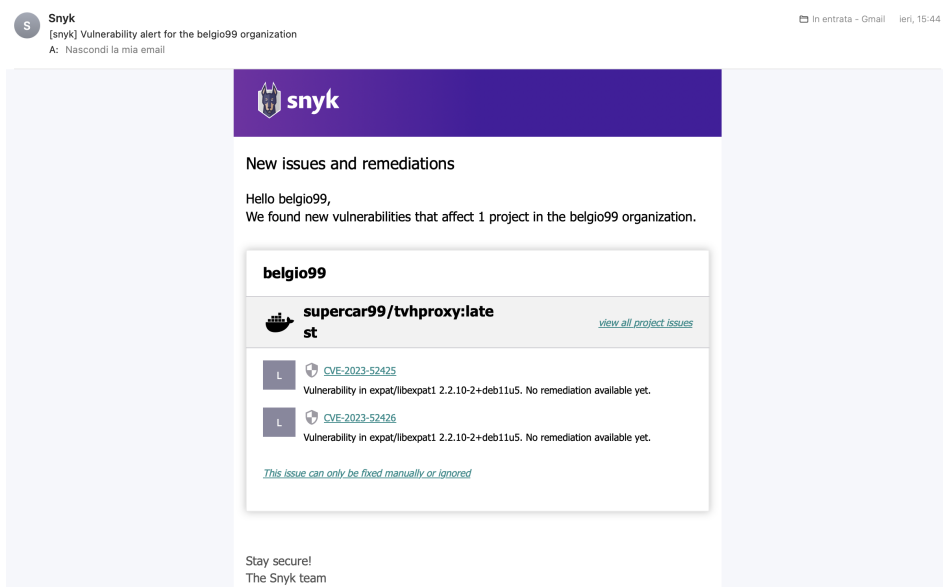 S
Snyk
[snyk] Vulnerability alert for the belgio99 organization
A: Nascondi la mia email
In entrata - Gmail ieri, 15:44
snyk
New issues and remediations
Hello belgio99,
We found new vulnerabilities that affect 1 project in the belgio99 organization.
belgio99
supercar99/tvhproxy:late
st
view all project issues
L
CVE-2023-52425
Vulnerability in expat/libexpat1 2.2.10-2+deb11u5. No remediation available yet.
L
CVE-2023-52426
Vulnerability in expat/libexpat1 2.2.10-2+deb11u5. No remediation available yet.
This issue can only be fixed manually or ignored
Stay secure!
The Snyk team